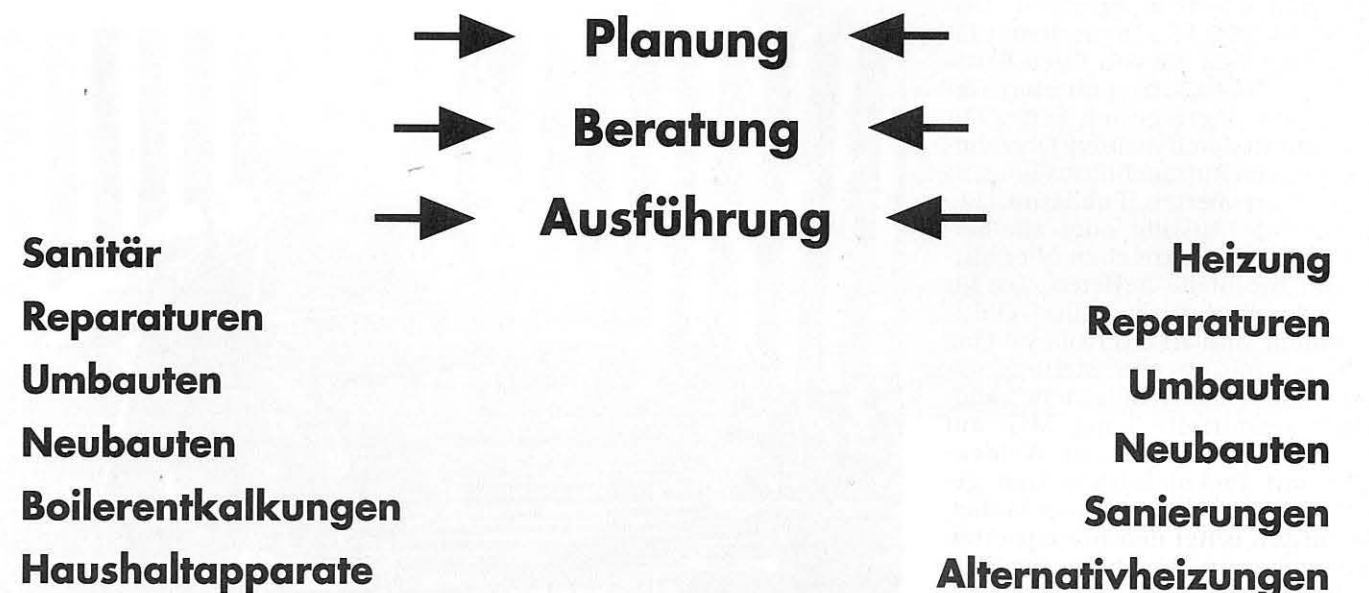 Planung
Beratung
Ausführung
Sanitär
Reparaturen
Umbauten
Neubauten
Boilerentkalkungen
Haushaltapparate
Heizung
Reparaturen
Umbauten
Neubauten
Sanierungen
Alternativheizungen